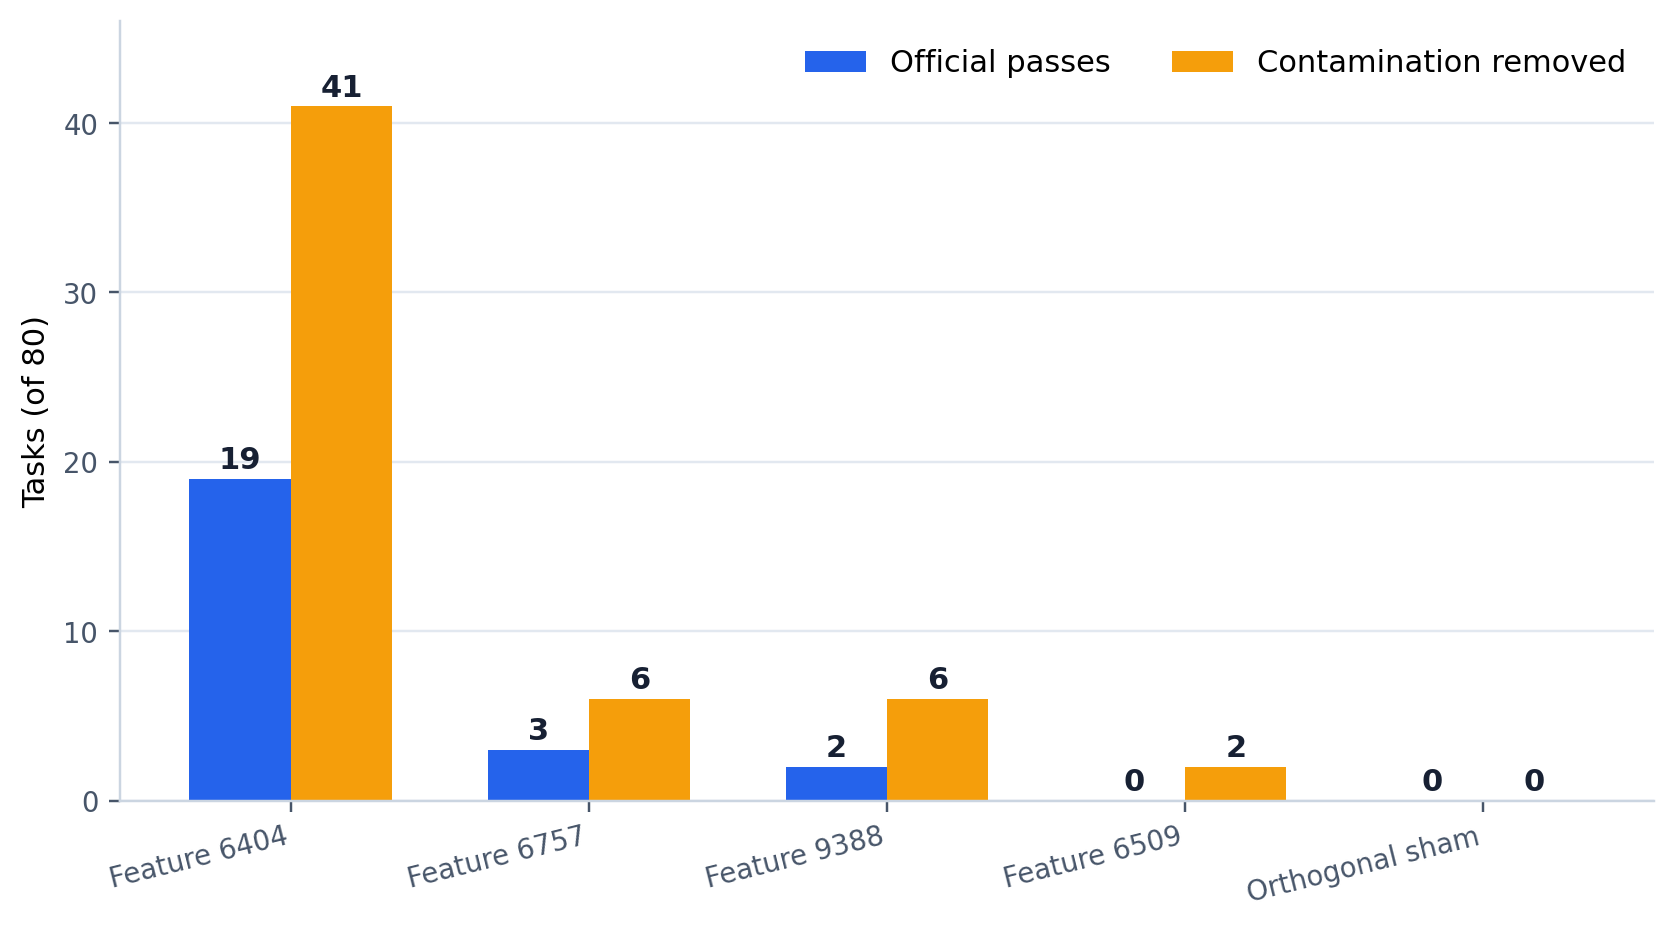 Official passes
Contamination removed
Tasks (of 80)
40
30
20
10
0
41
19
3
6
2
6
0
2
0
0
Feature 6404
Feature 6757
Feature 9388
Feature 6509
Orthogonal sham